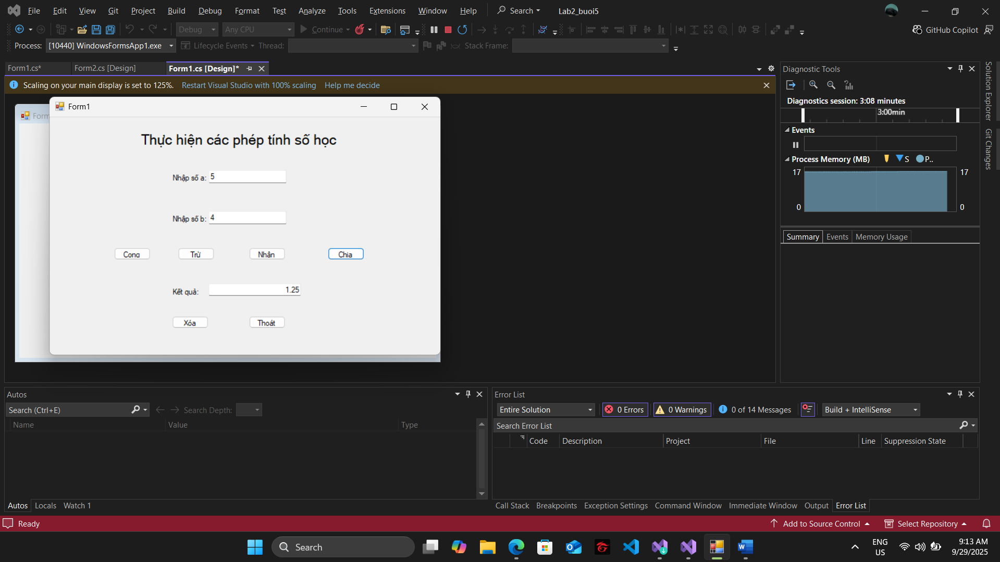 File Edit View Git Project Build Debug Format Test Analyze Tools Extensions Window Help Search Lab2_buoi5
Debug Any CPU Continue GitHub Copilot
Process: [10440] WindowsFormsApp1.exe Lifecycle Events Thread: Stack Frame:
Form1.cs* Form2.cs [Design] Form1.cs [Design]*
Scaling on your main display is set to 125%. Restart Visual Studio with 100% scaling Help me decide
Form
Form1
Thực hiện các phép tính số học
Nhập số a: 5
Nhập số b: 4
Cong Trừ Nhân Chia
Kết quả: 1.25
Xóa Thoát
Diagnostic Tools
Diagnostics session: 3:08 minutes
3:00min
Events
Process Memory (MB) S P..
17 17
0 0
Summary Events Memory Usage
Solution Explorer
Git Changes
Autos
Search (Ctrl+E) Search Depth:
Name Value Type
Autos Locals Watch 1
Error List
Entire Solution 0 Errors 0 Warnings 0 of 14 Messages Build + IntelliSense
Search Error List
Code Description Project File Line Suppression State
Call Stack Breakpoints Exception Settings Command Window Immediate Window Output Error List
Ready Add to Source Control Select Repository
Search
ENG
US
9:13 AM
9/29/2025